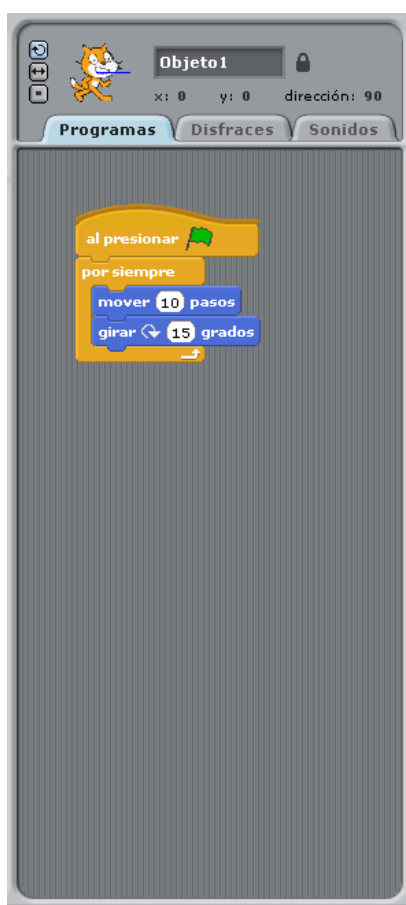 Objeto1
x: 0 y: 0 dirección: 90
Programas Disfraces Sonidos
al presionar
por siempre
mover 10 pasos
girar 15 grados